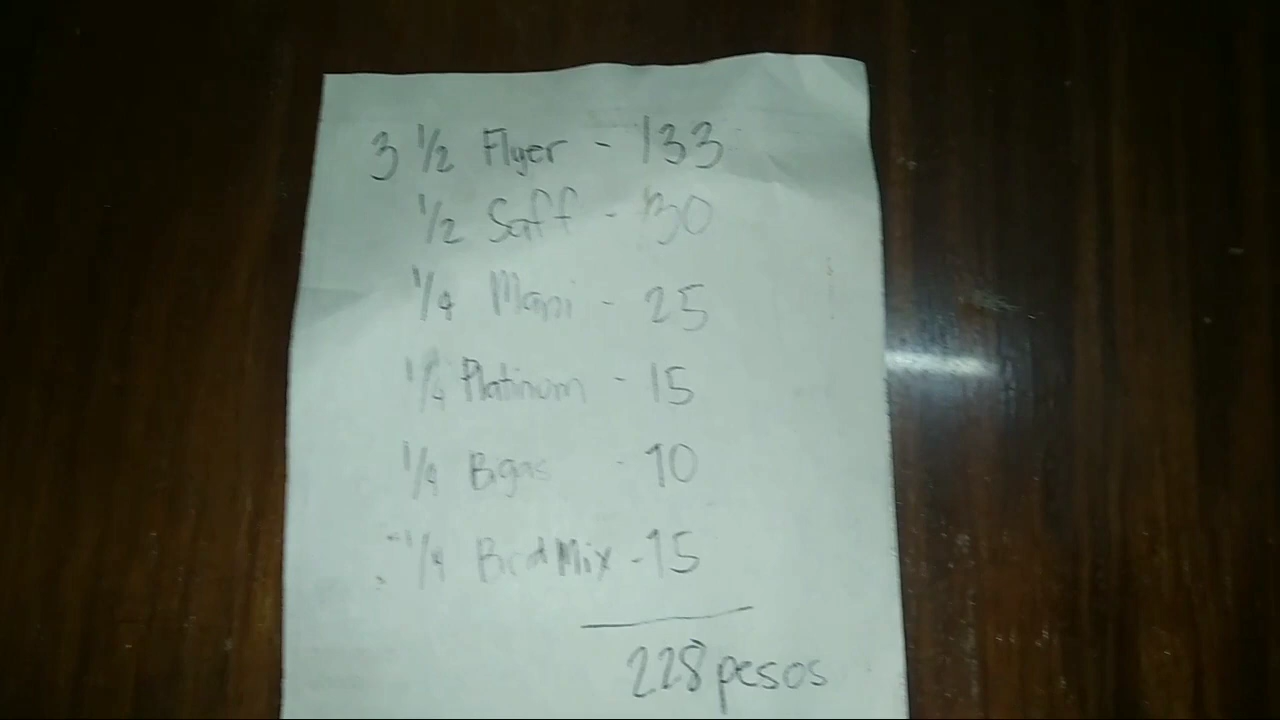 3 1/2 Flyer - 133
1/2 Saff - 30
1/4 Mani - 25
1/4 Platinum - 15
1/4 Bigas - 10
1/4 Bird Mix - 15
228 pesos